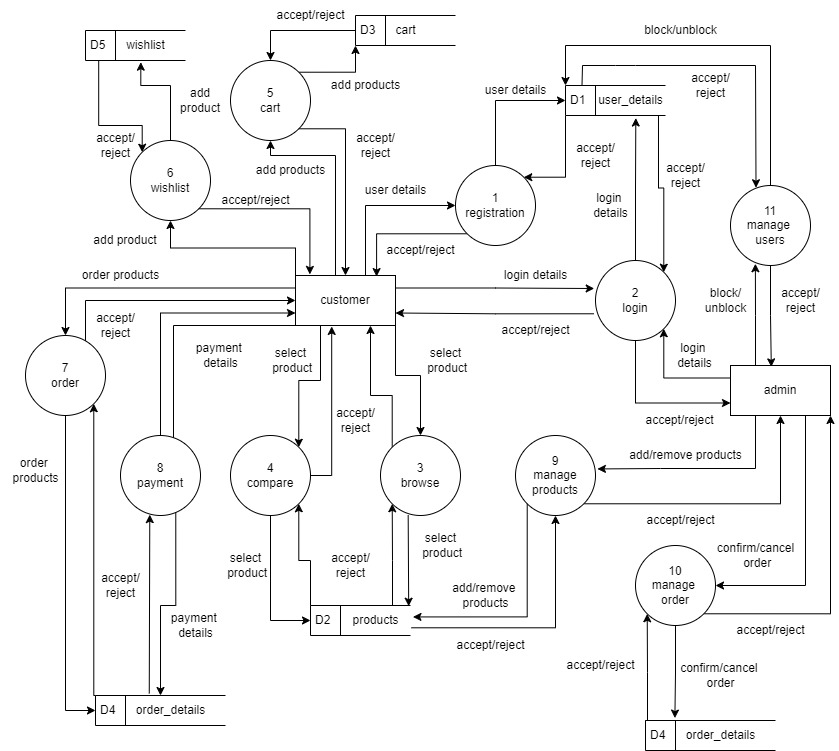 accept/reject
D3 cart
block/unblock
D5 wishlist
add products
accept/
reject
add
product
5
cart
user details
D1 user_details
accept/
reject
accept/
reject
accept/
reject
accept/
reject
add products
6
wishlist
accept/reject
user details
1
registration
login
details
11
manage
users
add product
accept/reject
order products
customer
login details
2
login
block/
unblock
accept/
reject
accept/
reject
accept/reject
payment
details
select
product
select
product
login
details
7
order
admin
accept/
reject
accept/reject
order
products
8
payment
4
compare
3
browse
9
manage
products
add/remove products
accept/reject
select
product
accept/
reject
select
product
confirm/cancel
order
accept/
reject
10
manage
order
add/remove
products
payment
details
D2 products
accept/reject
accept/reject
accept/reject
confirm/cancel
order
D4 order_details
D4 order_details